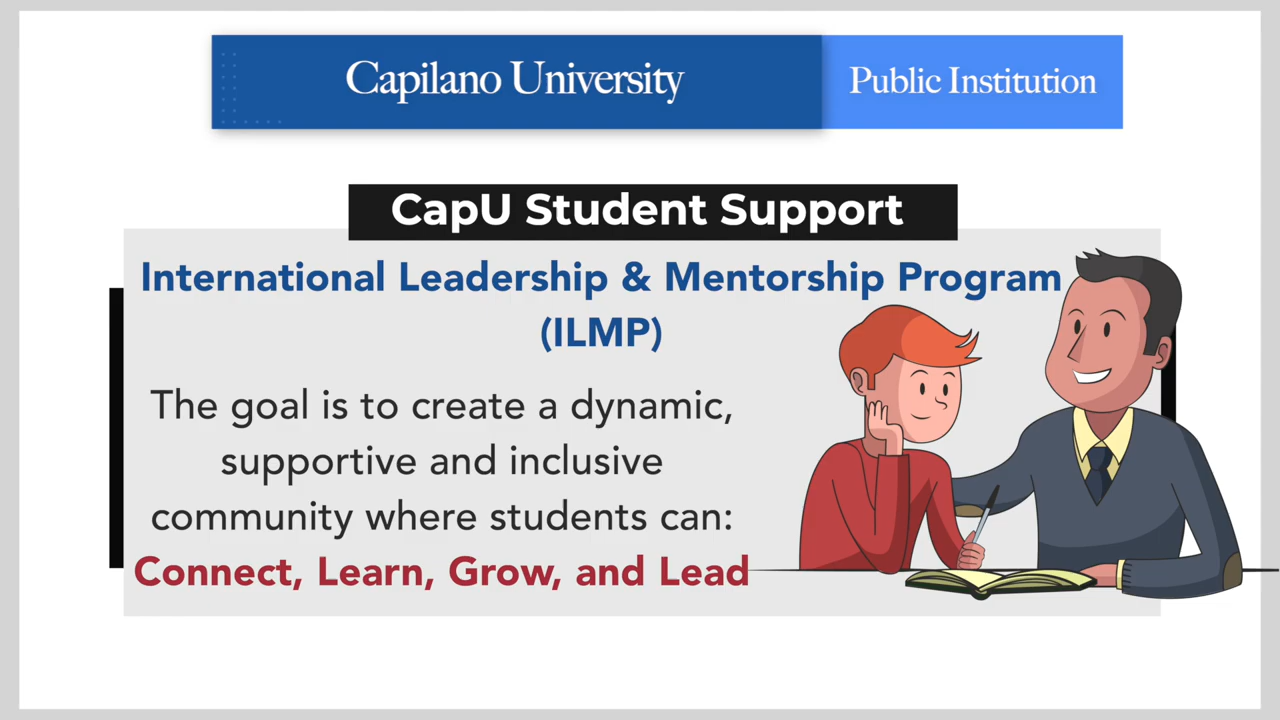 Capilano University
Public Institution
CapU Student Support
International Leadership & Mentorship Program
(ILMP)
The goal is to create a dynamic,
supportive and inclusive
community where students can:
Connect, Learn, Grow, and Lead